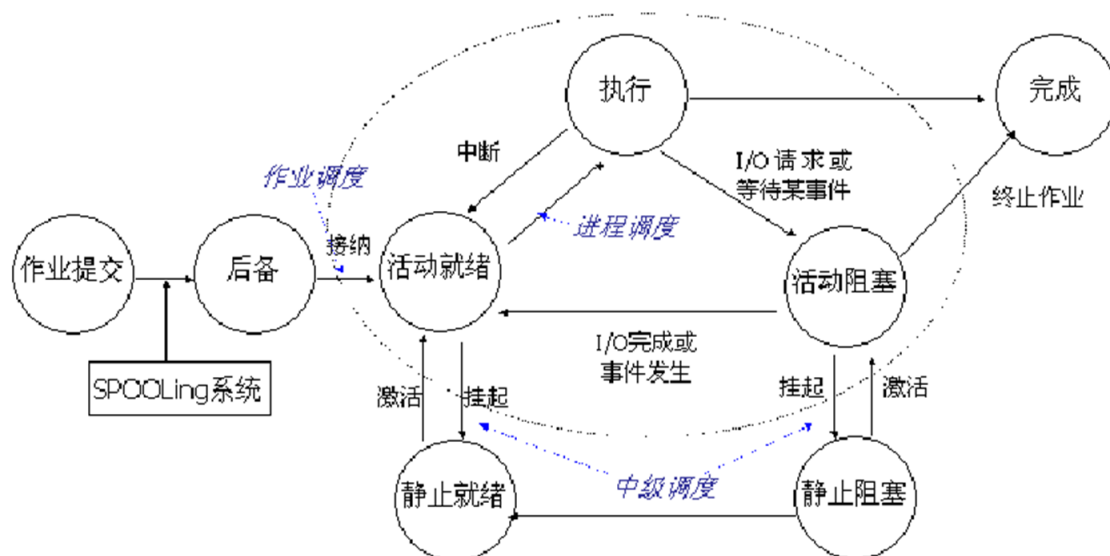 执行
完成
中断
I/O 请求或
等待某事件
作业调度
终止作业
进程调度
接纳
作业提交
后备
活动就绪
活动阻塞
I/O完成或
事件发生
SPOOLing系统
激活
挂起
挂起
激活
静止就绪
中级调度
静止阻塞